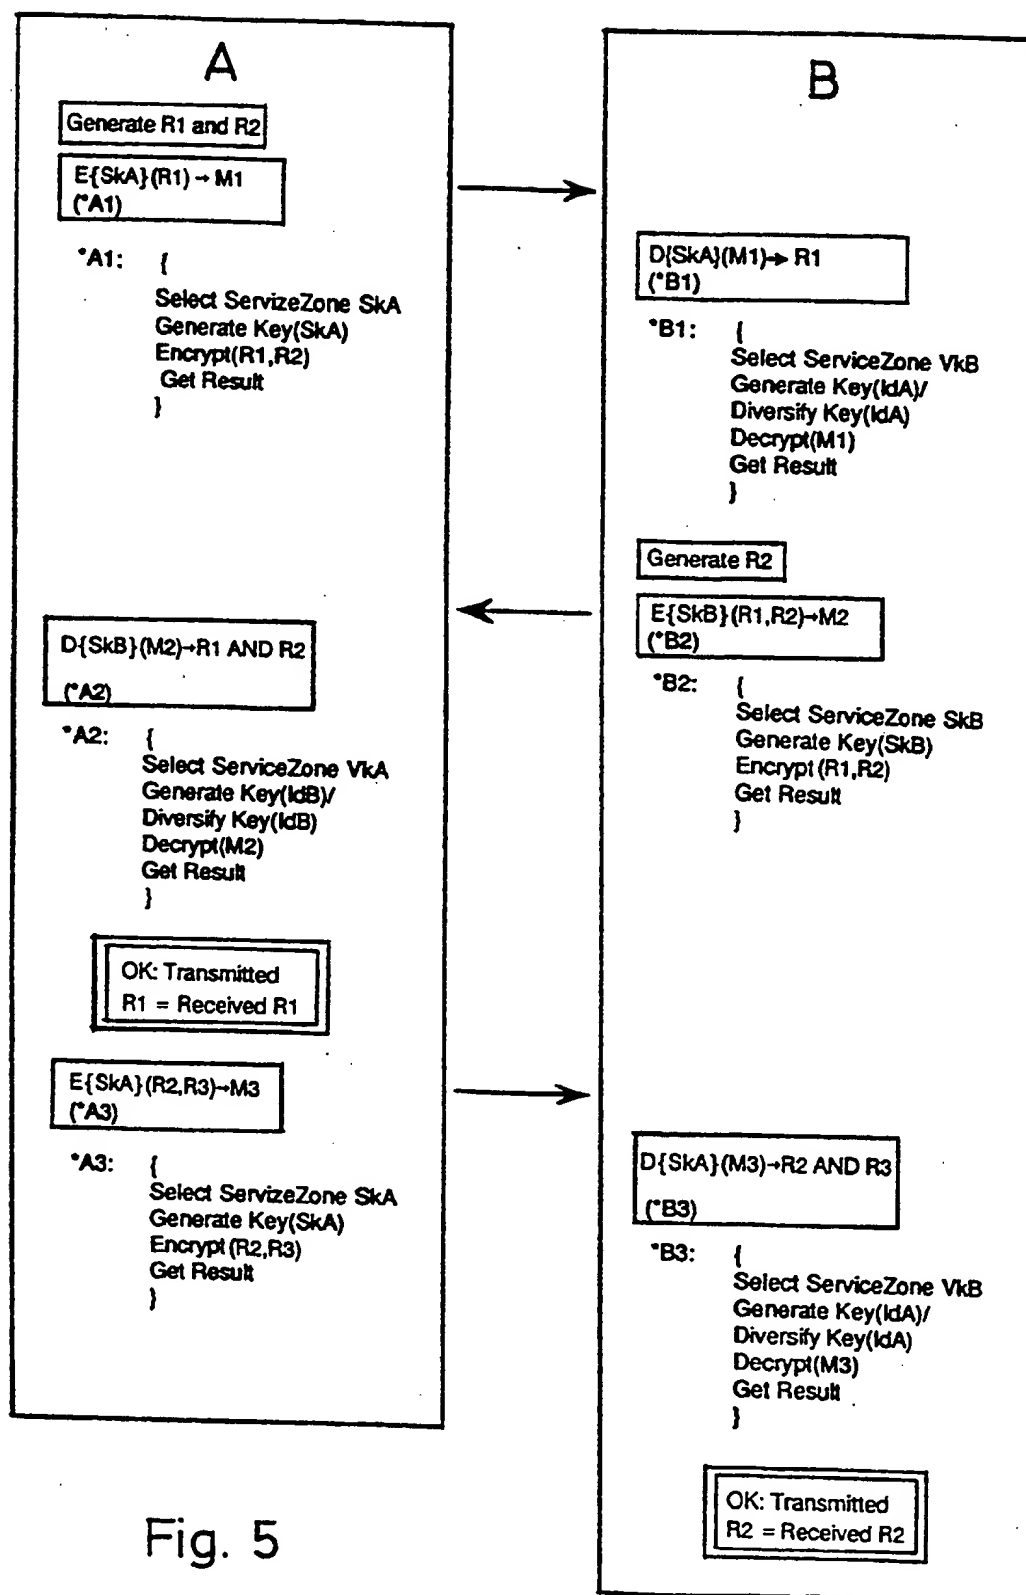 A
Generate R1 and R2
E{SkA}(R1)→M1
(*A1)
*A1: {
Select ServizeZone SkA
Generate Key(SkA)
Encrypt(R1,R2)
Get Result
}
D{SkB}(M2)→R1 AND R2
(*A2)
*A2: {
Select ServiceZone VkA
Generate Key(IdB)/
Diversify Key(IdB)
Decrypt(M2)
Get Result
}
OK: Transmitted
R1 = Received R1
E{SkA}(R2,R3)→M3
(*A3)
*A3: {
Select ServizeZone SkA
Generate Key(SkA)
Encrypt(R2,R3)
Get Result
}
B
D{SkA}(M1)→R1
(*B1)
*B1: {
Select ServiceZone VkB
Generate Key(IdA)/
Diversify Key(IdA)
Decrypt(M1)
Get Result
}
Generate R2
E{SkB}(R1,R2)→M2
(*B2)
*B2: {
Select ServiceZone SkB
Generate Key(SkB)
Encrypt(R1,R2)
Get Result
}
D{SkA}(M3)→R2 AND R3
(*B3)
*B3: {
Select ServiceZone VkB
Generate Key(IdA)/
Diversify Key(IdA)
Decrypt(M3)
Get Result
}
OK: Transmitted
R2 = Received R2
Fig. 5